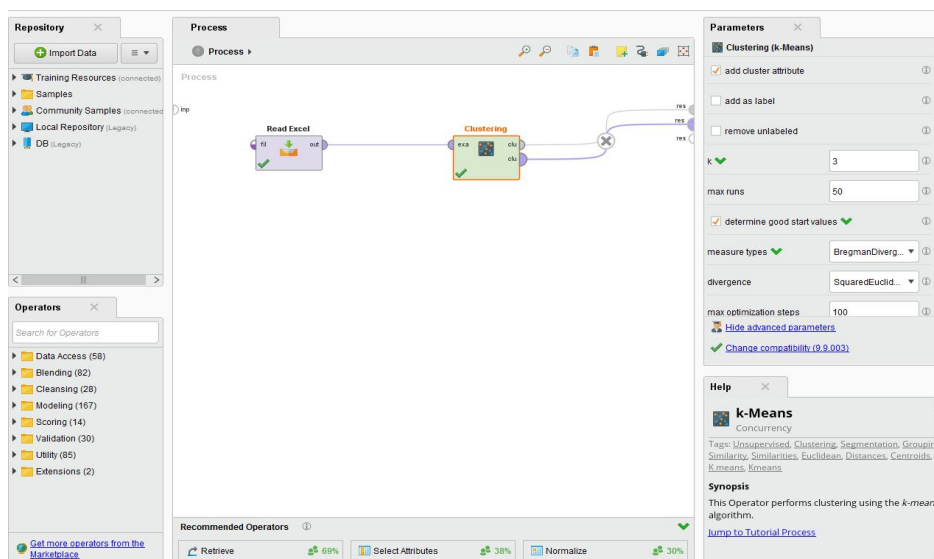 Repository
Import Data
Training Resources (connected)
Samples
Community Samples (connected
Local Repository (Legacy)
DB (Legacy)
Operators
Search for Operators
Data Access (58)
Blending (82)
Cleansing (28)
Modeling (167)
Scoring (14)
Validation (30)
Utility (85)
Extensions (2)
Get more operators from the
Marketplace
Process
Process
Process
inp
Read Excel
fil
out
Clustering
exa
clu
clu
res
res
res
Recommended Operators
Retrieve
69%
Select Attributes
38%
Normalize
30%
Parameters
Clustering (k-Means)
add cluster attribute
add as label
remove unlabeled
k
3
max runs
50
determine good start values
measure types
BregmanDiverg...
divergence
SquaredEuclid...
max optimization steps
100
Hide advanced parameters
Change compatibility (9.9.003)
Help
k-Means
Concurrency
Tags: Unsupervised, Clustering, Segmentation, Groupin
Similarity, Similarities, Euclidean, Distances, Centroids,
K means, Kmeans
Synopsis
This Operator performs clustering using the k-mean
algorithm.
Jump to Tutorial Process